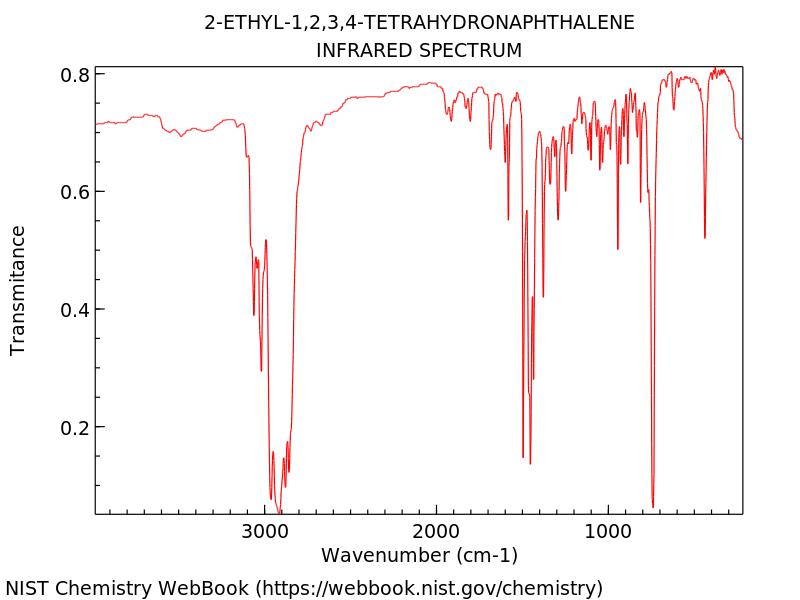 2-ETHYL-1,2,3,4-TETRAHYDRONAPHTHALENE
INFRARED SPECTRUM
0.8
0.6
0.4
0.2
Transmitance
3000 2000 1000
Wavenumber (cm-1)
NIST Chemistry WebBook (https://webbook.nist.gov/chemistry)